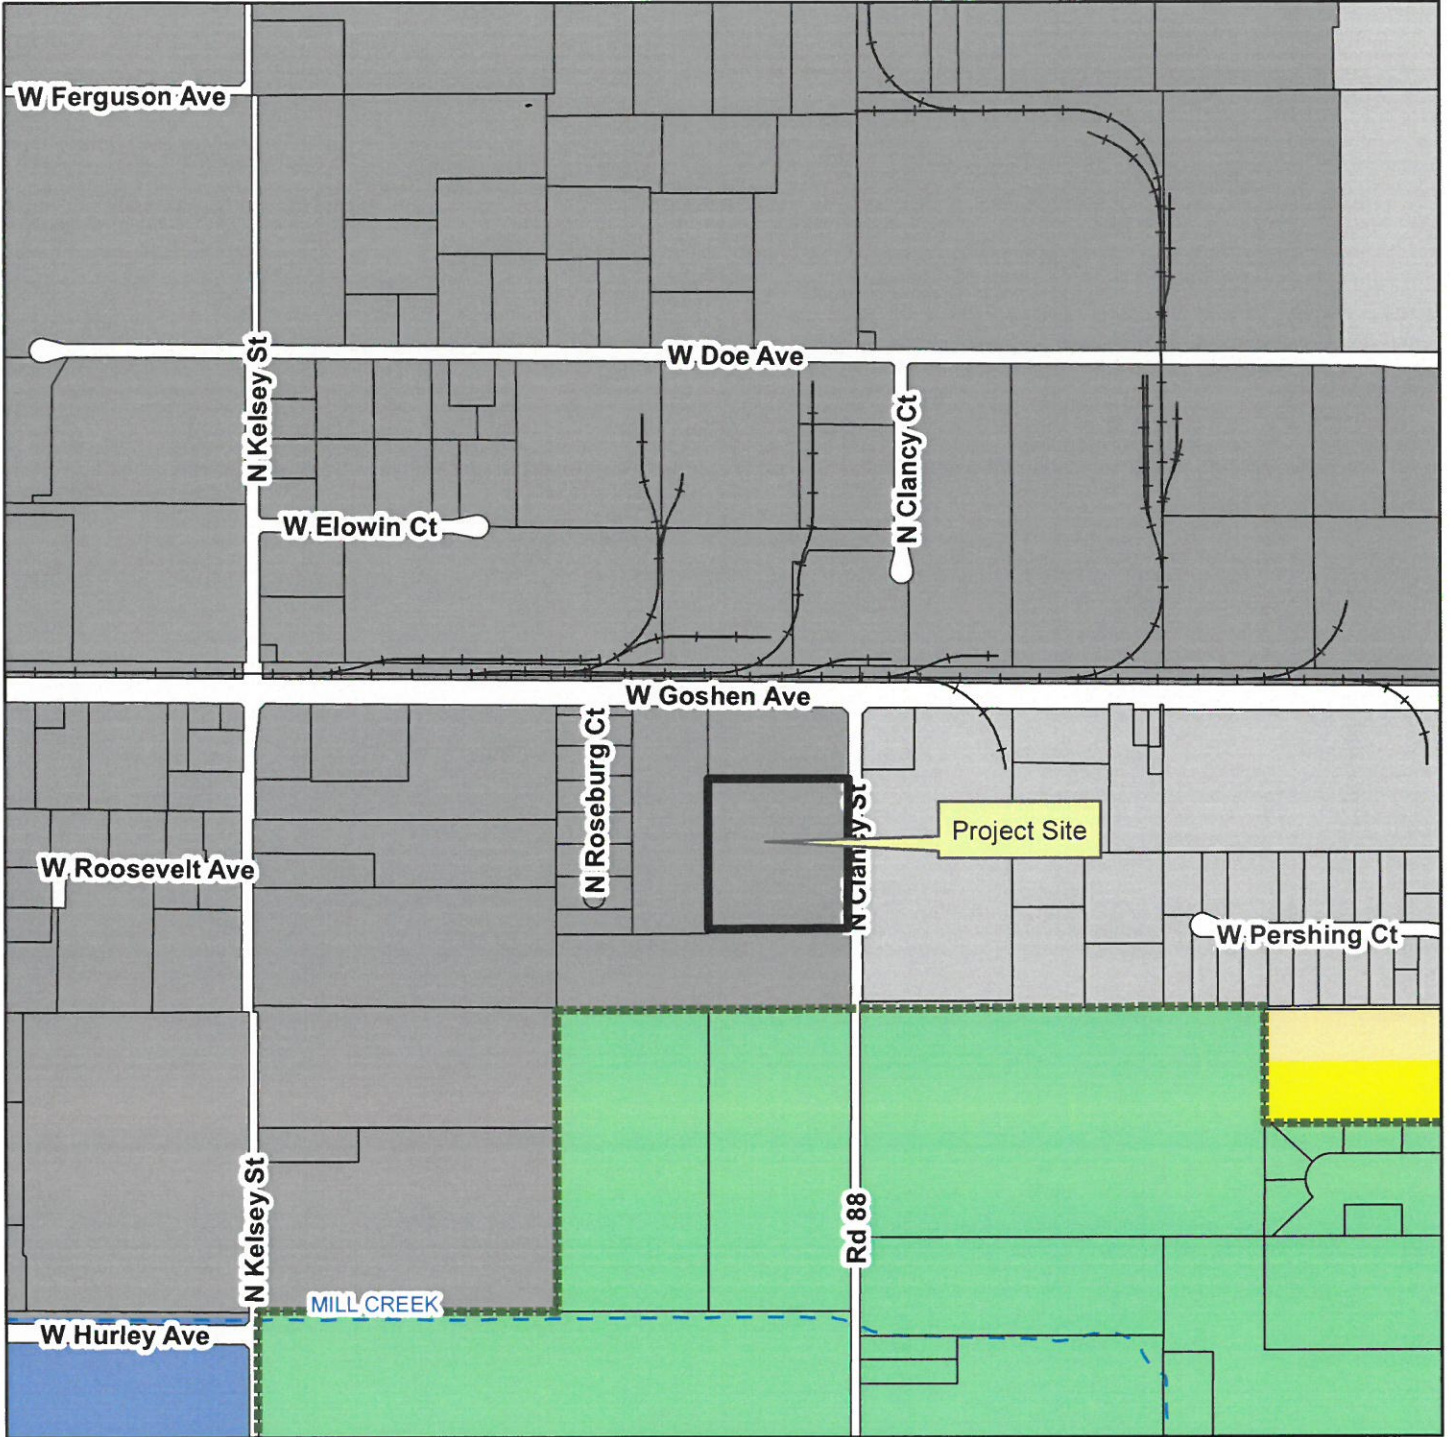 W Ferguson Ave
N Kelsey St
W Doe Ave
N Clancy Ct
W Elowin Ct
W Goshen Ave
N Roseburg Ct
N Clancy St
Project Site
W Roosevelt Ave
W Pershing Ct
N Kelsey St
Rd 88
MILL CREEK
W Hurley Ave